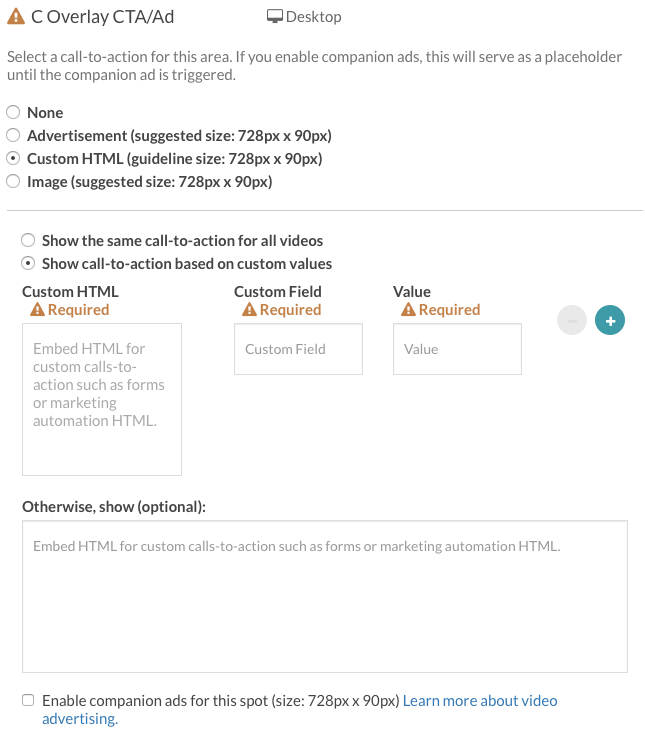 C Overlay CTA/Ad Desktop
Select a call-to-action for this area. If you enable companion ads, this will serve as a placeholder
until the companion ad is triggered.
None
Advertisement (suggested size: 728px x 90px)
Custom HTML (guideline size: 728px x 90px)
Image (suggested size: 728px x 90px)
Show the same call-to-action for all videos
Show call-to-action based on custom values
Custom HTML Custom Field Value
Required Required Required
Embed HTML for
custom calls-to-
action such as forms
or marketing
automation HTML.
Custom Field
Value
Otherwise, show (optional):
Embed HTML for custom calls-to-action such as forms or marketing automation HTML.
Enable companion ads for this spot (size: 728px x 90px) Learn more about video
advertising.